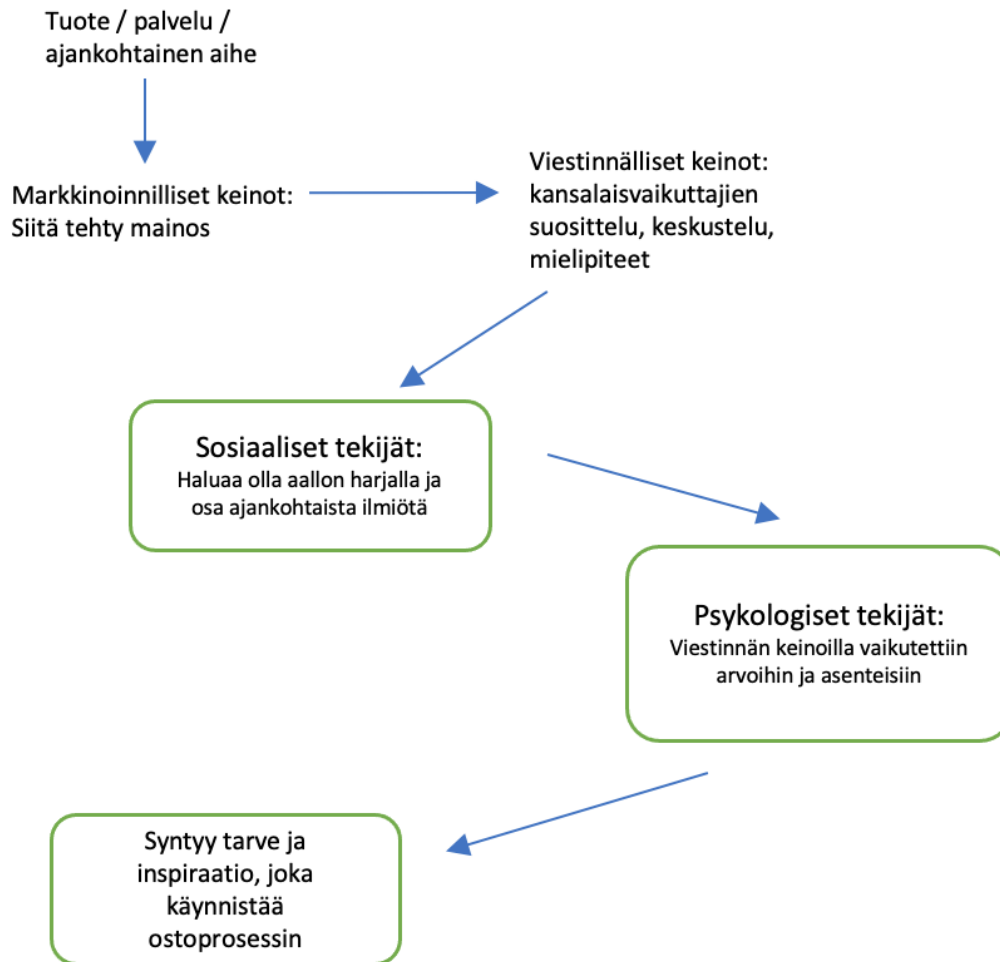 Tuote / palvelu /
ajankohtainen aihe
Markkinoinnilliset keinot:
Siitä tehty mainos
Viestinnälliset keinot:
kansalaisvaikuttajien
suosittelu, keskustelu,
mielipiteet
Sosiaaliset tekijät:
Haluaa olla aallon harjalla ja
osa ajankohtaista ilmiötä
Psykologiset tekijät:
Viestinnän keinoilla vaikutettiin
arvoihin ja asenteisiin
Syntyy tarve ja
inspiraatio, joka
käynnistää
ostoprosessin